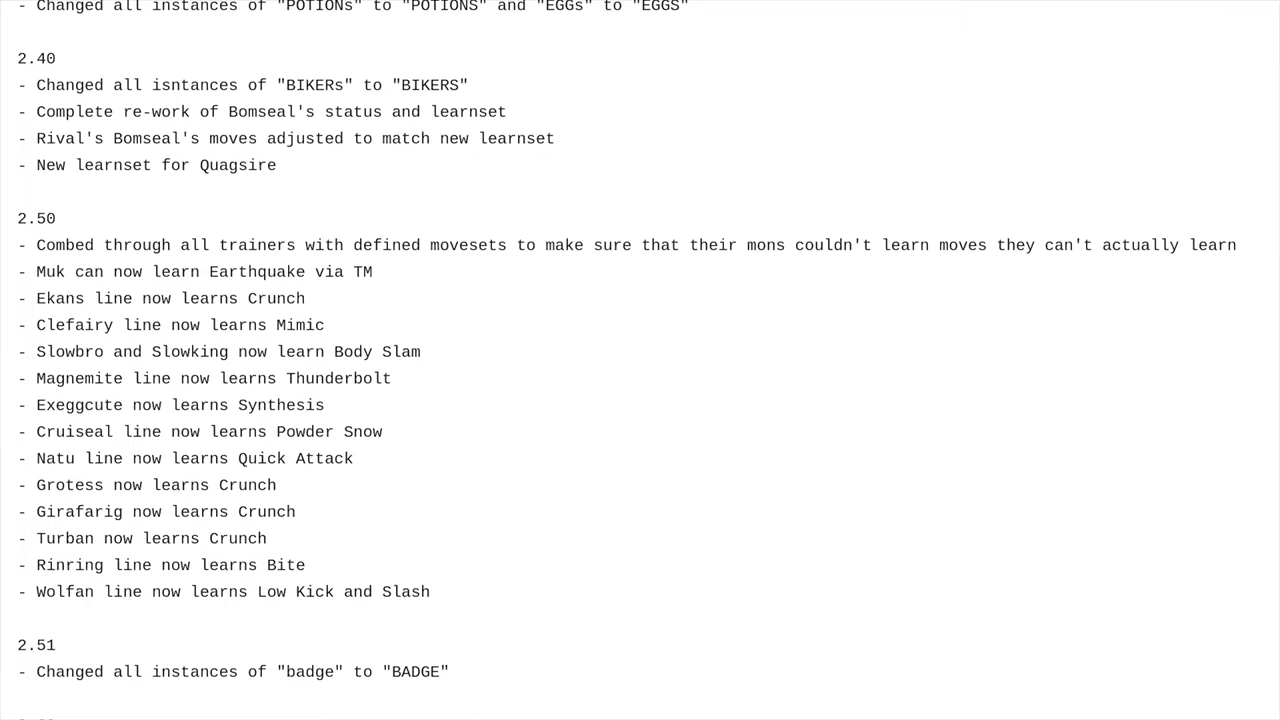 - Changed all instances of "POTIONs" to "POTIONS" and "EGGs" to "EGGS"
2.40
- Changed all isntances of "BIKERs" to "BIKERS"
- Complete re-work of Bomseal's status and learnset
- Rival's Bomseal's moves adjusted to match new learnset
- New learnset for Quagsire
2.50
- Combed through all trainers with defined movesets to make sure that their mons couldn't learn moves they can't actually learn
- Muk can now learn Earthquake via TM
- Ekans line now learns Crunch
- Clefairy line now learns Mimic
- Slowbro and Slowking now learn Body Slam
- Magnemite line now learns Thunderbolt
- Exeggcute now learns Synthesis
- Cruiseal line now learns Powder Snow
- Natu line now learns Quick Attack
- Grotess now learns Crunch
- Girafarig now learns Crunch
- Turban now learns Crunch
- Rinring line now learns Bite
- Wolfan line now learns Low Kick and Slash
2.51
- Changed all instances of "badge" to "BADGE"